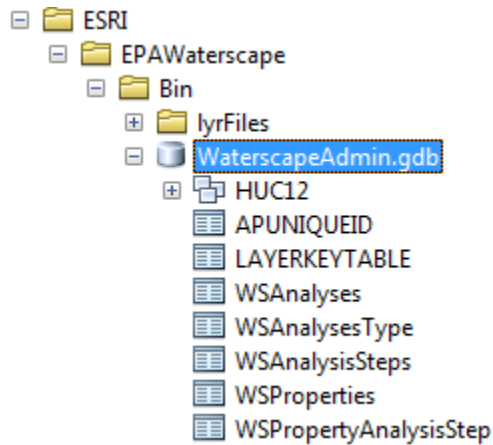 ESRI
EPAWaterscape
Bin
lyrFiles
WaterscapeAdmin.gdb
HUC12
APUNIQUEID
LAYERKEYTABLE
WSAnalyses
WSAnalysesType
WSAnalysisSteps
WSProperties
WSPropertyAnalysisStep